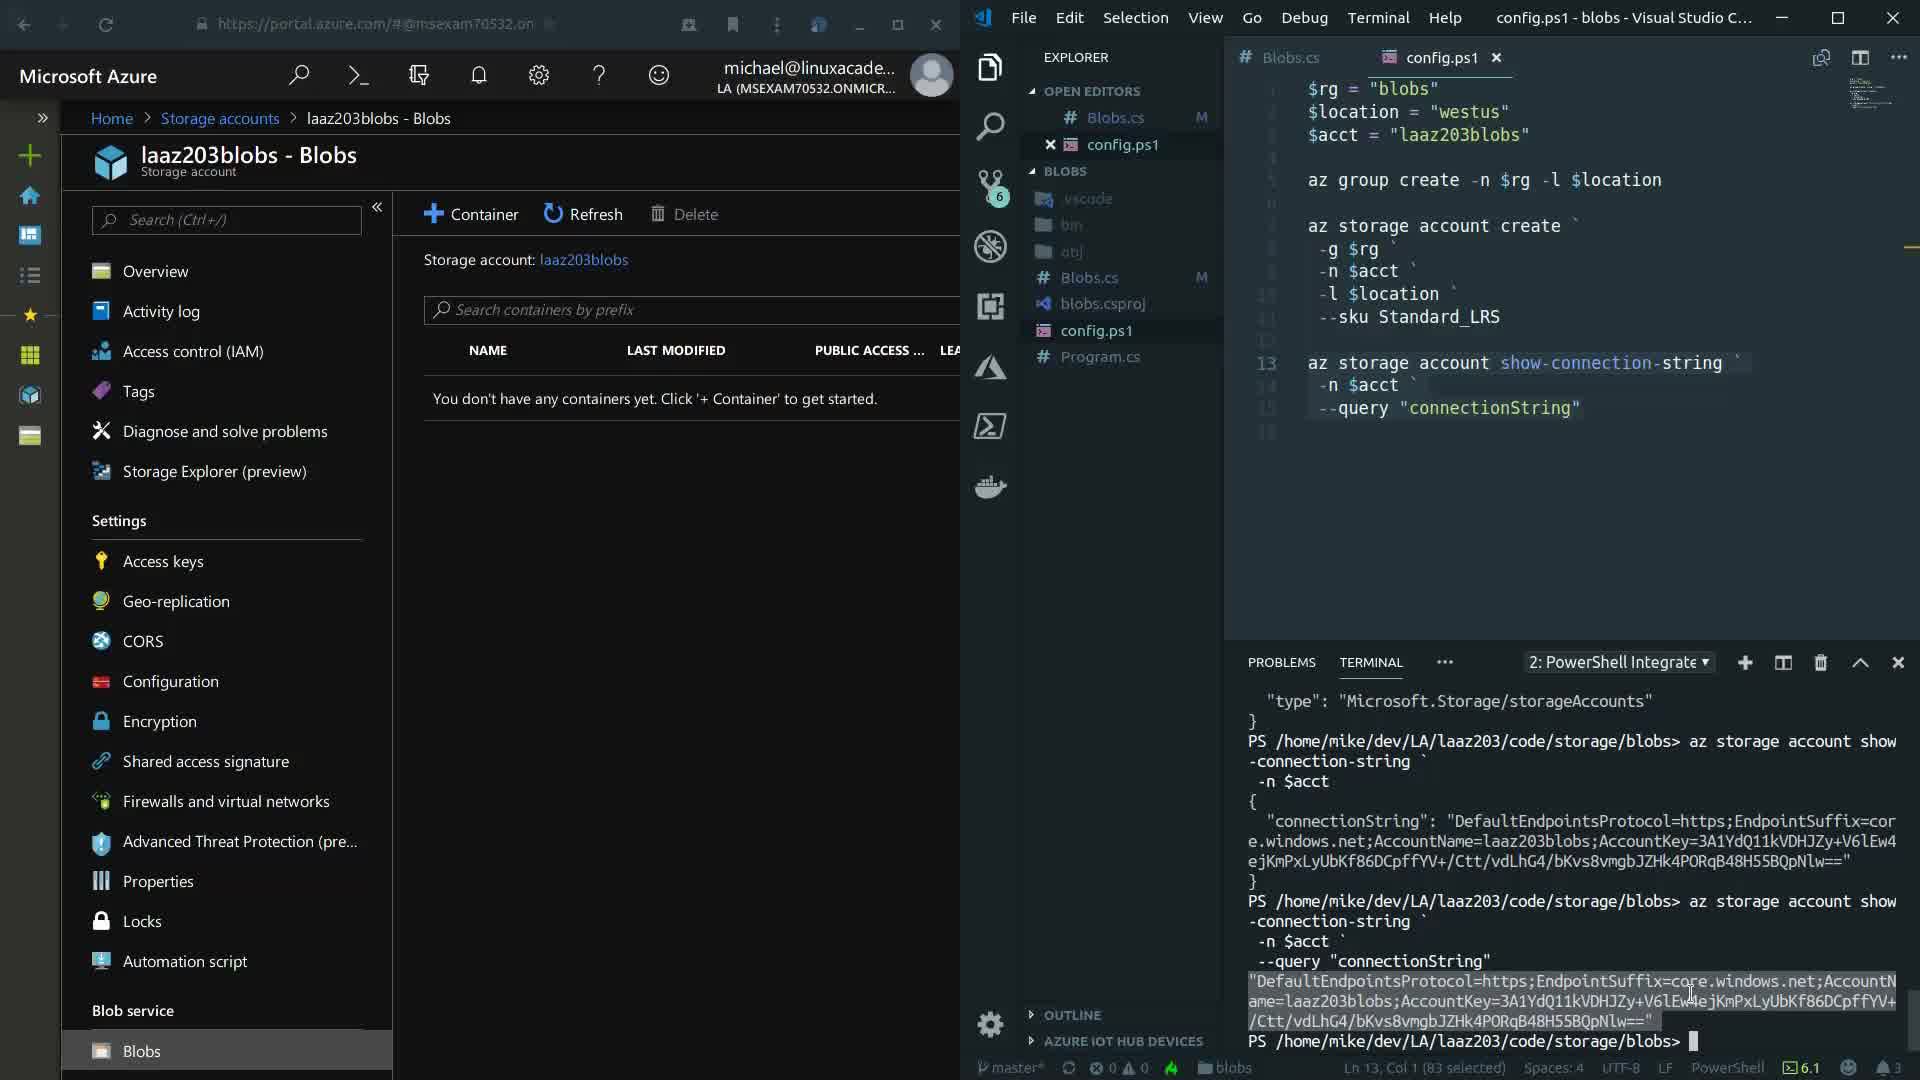 https://portal.azure.com/#@msexam70532.on
Microsoft Azure
michael@linuxacade...
LA (MSEXAM70532.ONMICR...
Home > Storage accounts > laaz203blobs - Blobs
laaz203blobs - Blobs
Storage account
Search (Ctrl+/)
Overview
Activity log
Access control (IAM)
Tags
Diagnose and solve problems
Storage Explorer (preview)
Settings
Access keys
Geo-replication
CORS
Configuration
Encryption
Shared access signature
Firewalls and virtual networks
Advanced Threat Protection (pre...
Properties
Locks
Automation script
Blob service
Blobs
Container Refresh Delete
Storage account: laaz203blobs
Search containers by prefix
NAME LAST MODIFIED PUBLIC ACCESS ... LEA
You don't have any containers yet. Click '+ Container' to get started.
File Edit Selection View Go Debug Terminal Help config.ps1 - blobs - Visual Studio C...
EXPLORER
OPEN EDITORS
# Blobs.cs M
config.ps1
BLOBS
.vscode
bin
obj
# Blobs.cs M
blobs.csproj
config.ps1
# Program.cs
OUTLINE
AZURE IOT HUB DEVICES
6
# Blobs.cs config.ps1
$rg = "blobs"
$location = "westus"
$acct = "laaz203blobs"
az group create -n $rg -l $location
az storage account create `
-g $rg `
-n $acct `
-l $location `
--sku Standard_LRS
13 az storage account show-connection-string `
-n $acct `
--query "connectionString"
PROBLEMS TERMINAL ... 2: PowerShell Integrate
"type": "Microsoft.Storage/storageAccounts"
}
PS /home/mike/dev/LA/laaz203/code/storage/blobs> az storage account show
-connection-string `
-n $acct
{
"connectionString": "DefaultEndpointsProtocol=https;EndpointSuffix=cor
e.windows.net;AccountName=laaz203blobs;AccountKey=3A1YdQ11kVDHJZy+V6lEw4
ejKmPxLyUbKf86DCpffYV+/Ctt/vdLhG4/bKvs8vmgbJZHk4PORqB48H55BQpNlw=="
}
PS /home/mike/dev/LA/laaz203/code/storage/blobs> az storage account show
-connection-string `
-n $acct `
--query "connectionString"
"DefaultEndpointsProtocol=https;EndpointSuffix=core.windows.net;AccountN
ame=laaz203blobs;AccountKey=3A1YdQ11kVDHJZy+V6lEw4ejKmPxLyUbKf86DCpffYV+
/Ctt/vdLhG4/bKvs8vmgbJZHk4PORqB48H55BQpNlw=="
PS /home/mike/dev/LA/laaz203/code/storage/blobs>
master* 0 0 blobs Ln 13, Col 1 (83 selected) Spaces: 4 UTF-8 LF PowerShell 6.1 3